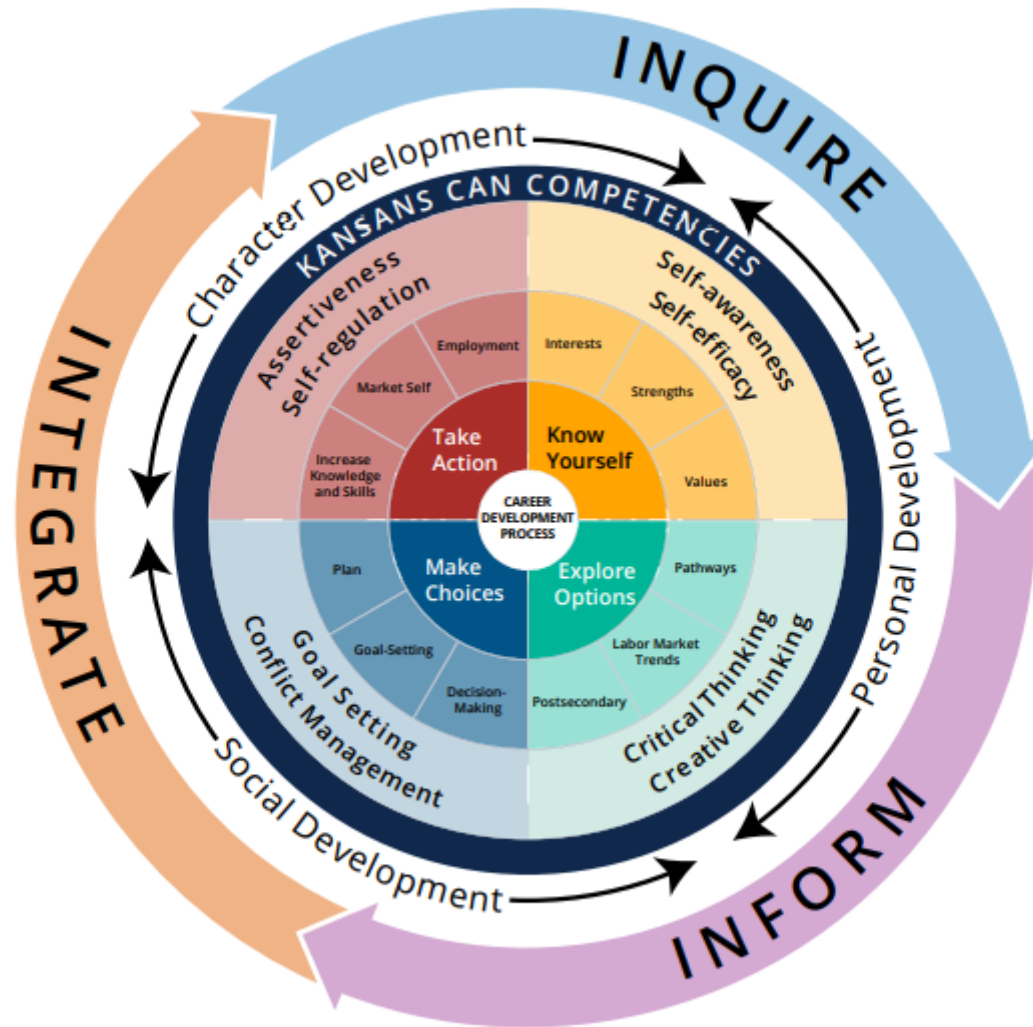 INQUIRE
INFORM
INTEGRATE
Character Development
Personal Development
Social Development
KANSANS CAN COMPETENCIES
Assertiveness
Self-regulation
Self-awareness
Self-efficacy
Critical Thinking
Creative Thinking
Goal Setting
Conflict Management
Employment
Market Self
Increase
Knowledge
and Skills
Interests
Strengths
Values
Pathways
Labor Market
Trends
Postsecondary
Plan
Goal-Setting
Decision-
Making
Take
Action
Know
Yourself
Explore
Options
Make
Choices
CAREER
DEVELOPMENT
PROCESS